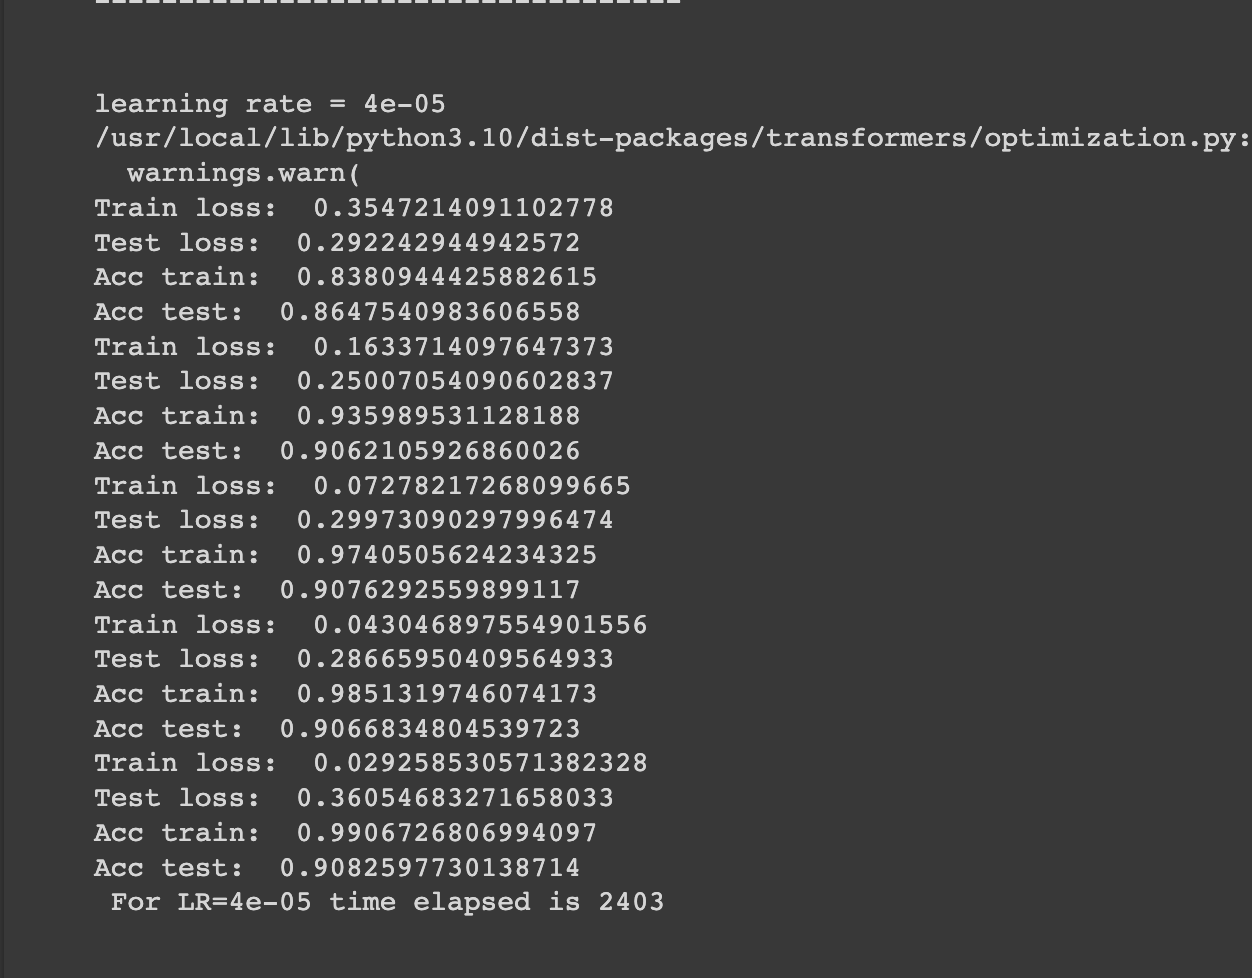 learning rate = 4e-05
/usr/local/lib/python3.10/dist-packages/transformers/optimization.py:
warnings.warn(
Train loss:  0.3547214091102778
Test loss:  0.292242944942572
Acc train:  0.8380944425882615
Acc test:  0.8647540983606558
Train loss:  0.1633714097647373
Test loss:  0.25007054090602837
Acc train:  0.935989531128188
Acc test:  0.9062105926860026
Train loss:  0.07278217268099665
Test loss:  0.29973090297996474
Acc train:  0.9740505624234325
Acc test:  0.9076292559899117
Train loss:  0.043046897554901556
Test loss:  0.28665950409564933
Acc train:  0.9851319746074173
Acc test:  0.9066834804539723
Train loss:  0.029258530571382328
Test loss:  0.36054683271658033
Acc train:  0.9906726806994097
Acc test:  0.9082597730138714
For LR=4e-05 time elapsed is 2403